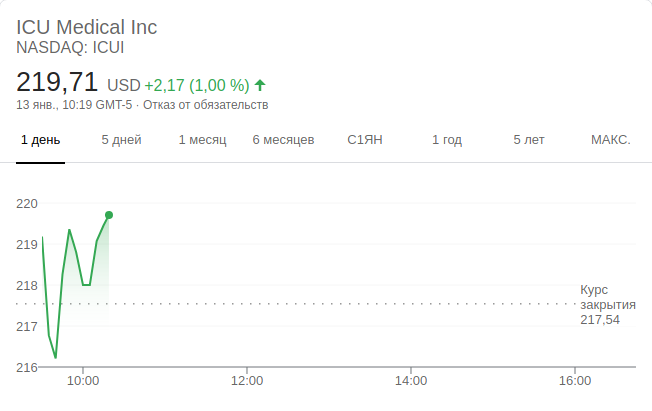 ICU Medical Inc
NASDAQ: ICUI
219,71 USD +2,17 (1,00 %)
13 янв., 10:19 GMT-5 · Отказ от обязательств
1 день 5 дней 1 месяц 6 месяцев С1ЯН 1 год 5 лет МАКС.
220
219
218
217
216
Курс
закрытия
217,54
10:00 12:00 14:00 16:00